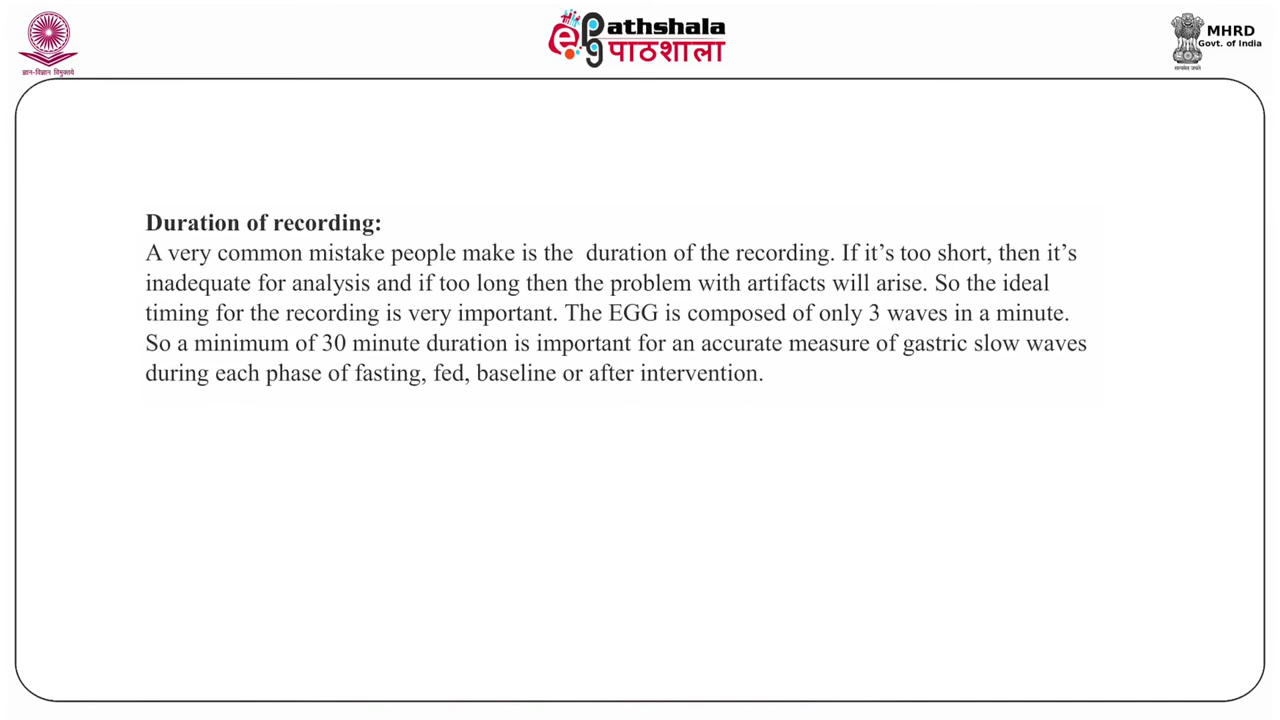 athshala
पाठशाला
MHRD
Govt. of India
ज्ञान-विज्ञान विमुक्तये
सत्यमेव जयते
Duration of recording:
A very common mistake people make is the  duration of the recording. If it’s too short, then it’s
inadequate for analysis and if too long then the problem with artifacts will arise. So the ideal
timing for the recording is very important. The EGG is composed of only 3 waves in a minute.
So a minimum of 30 minute duration is important for an accurate measure of gastric slow waves
during each phase of fasting, fed, baseline or after intervention.